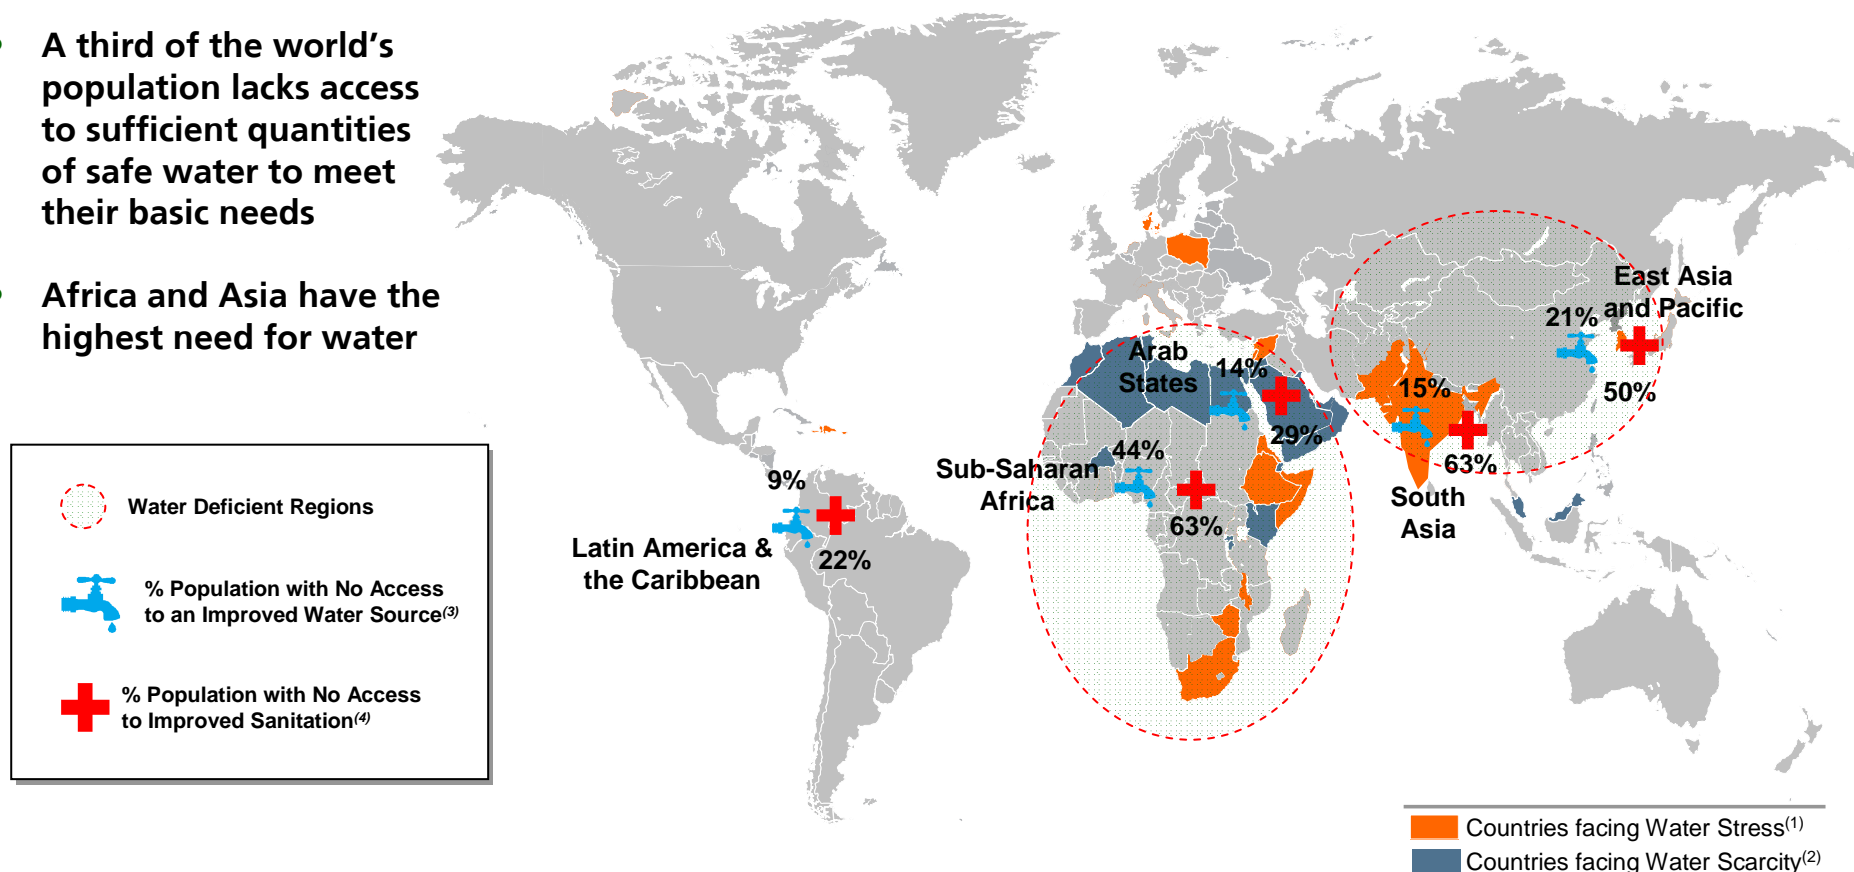 • A third of the world's
population lacks access
to sufficient quantities
of safe water to meet
their basic needs
• Africa and Asia have the
highest need for water
Water Deficient Regions
% Population with No Access
to an Improved Water Source(3)
% Population with No Access
to Improved Sanitation(4)
9%
22%
Latin America &
the Caribbean
Arab
States
14%
29%
Sub-Saharan
Africa
44%
63%
15%
63%
South
Asia
East Asia
and Pacific
21%
50%
Countries facing Water Stress(1)
Countries facing Water Scarcity(2)